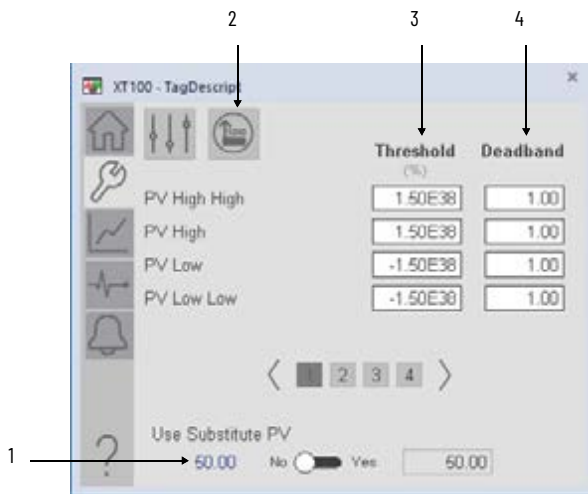 2 3 4
XT100 - TagDescript
Threshold Deadband
(%)
PV High High 1.50E38 1.00
PV High 1.50E38 1.00
PV Low -1.50E38 1.00
PV Low Low -1.50E38 1.00
1 2 3 4
Use Substitute PV
1 50.00 No Yes 50.00
?